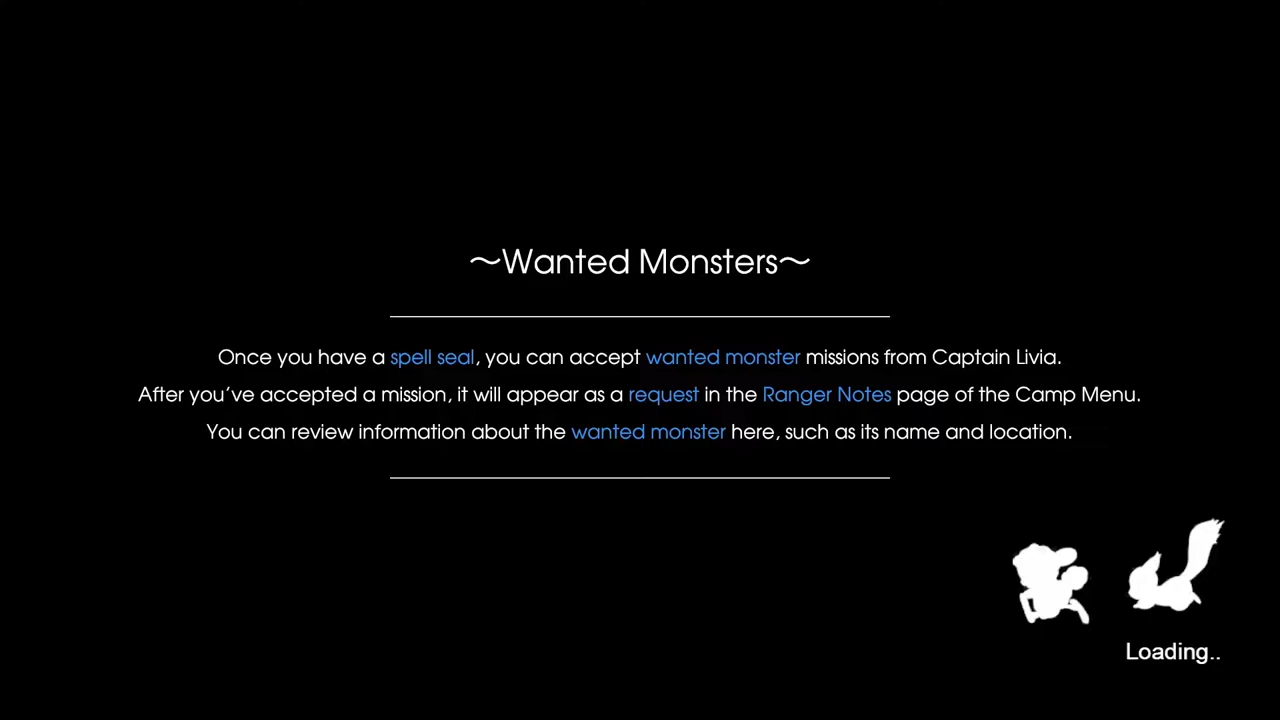 ～Wanted Monsters～
Once you have a spell seal, you can accept wanted monster missions from Captain Livia.
After you've accepted a mission, it will appear as a request in the Ranger Notes page of the Camp Menu.
You can review information about the wanted monster here, such as its name and location.
Loading..